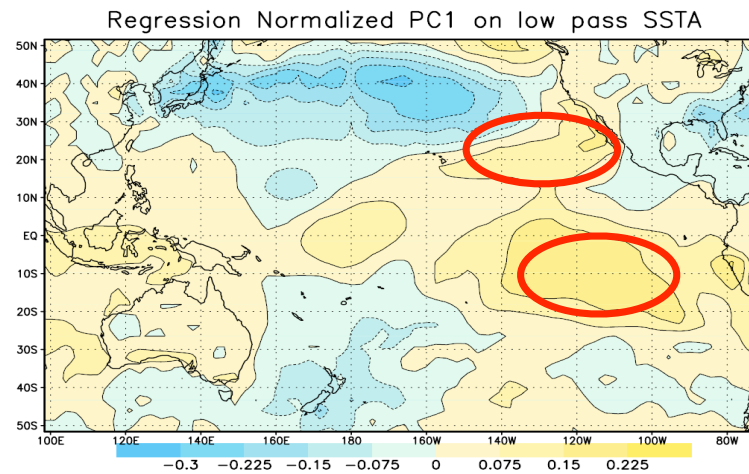 Regression Normalized PC1 on low pass SSTA
50N
40N
30N
20N
10N
EQ
10S
20S
30S
40S
50S
100E 120E 140E 160E 180 160W 140W 120W 100W 80W
-0.3 -0.225 -0.15 -0.075 0 0.075 0.15 0.225